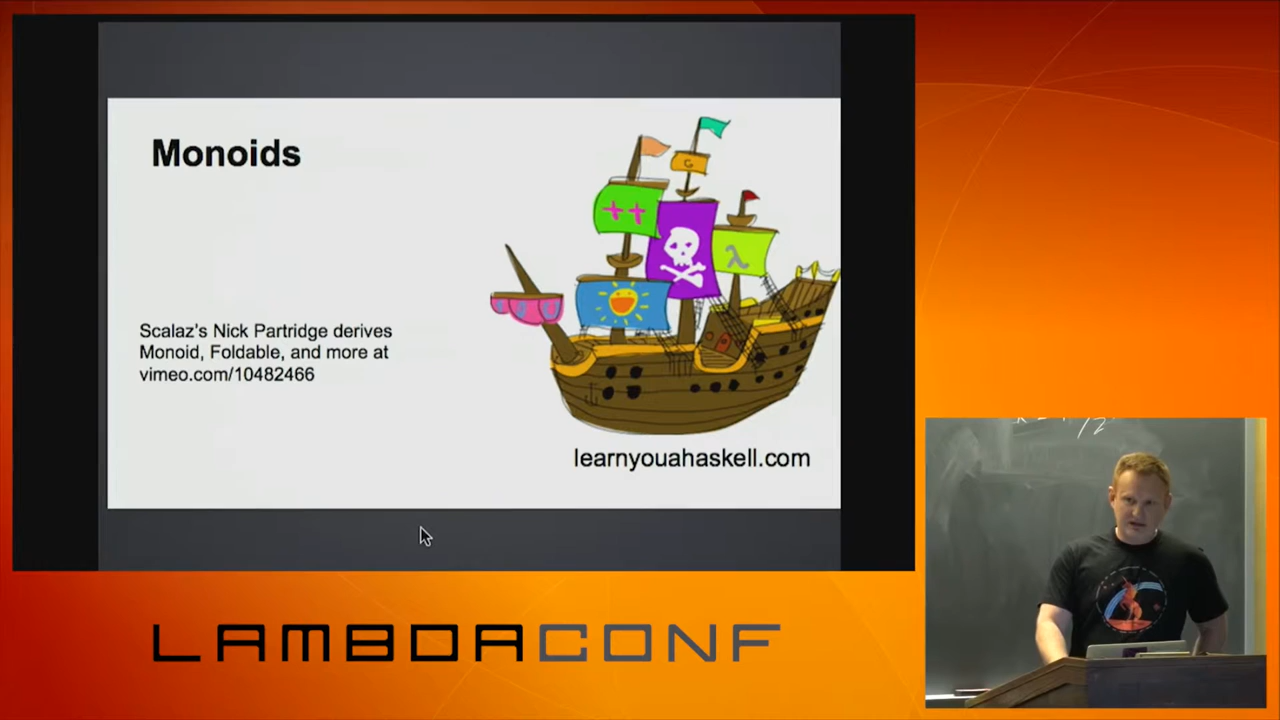 Monoids
++
λ
Scalaz's Nick Partridge derives
Monoid, Foldable, and more at
vimeo.com/10482466
learnyouahaskell.com
LAMBDACONF